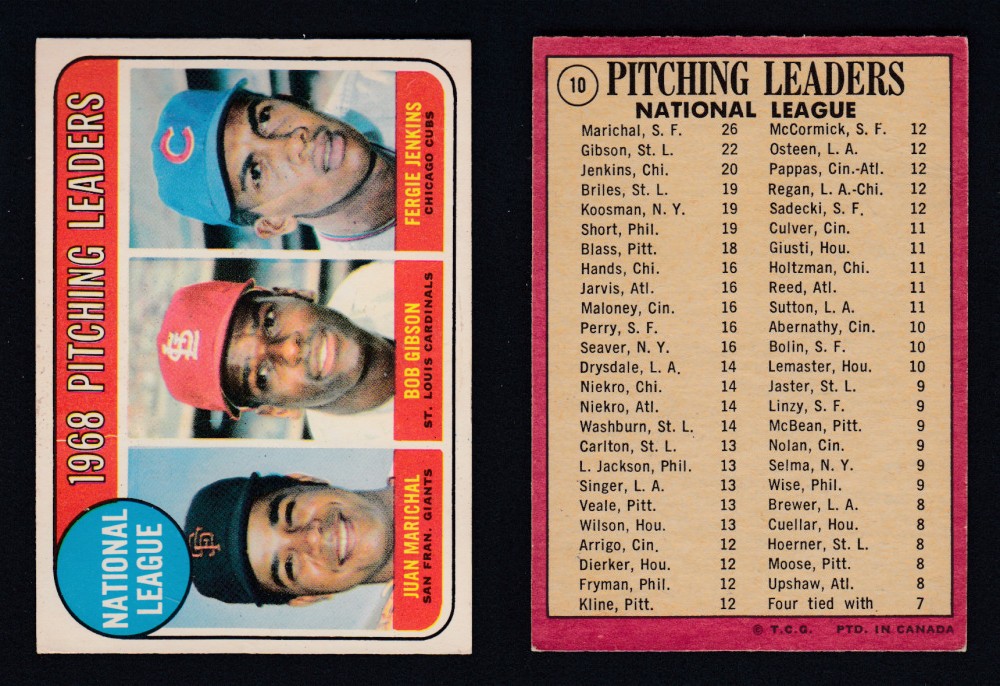 1968 PITCHING LEADERS
NATIONAL
LEAGUE
C
FERGIE JENKINS
CHICAGO CUBS
STL
BOB GIBSON
ST. LOUIS CARDINALS
SF
JUAN MARICHAL
SAN FRAN. GIANTS
10 PITCHING LEADERS
NATIONAL LEAGUE
Marichal, S. F. 26 McCormick, S. F. 12
Gibson, St. L. 22 Osteen, L. A. 12
Jenkins, Chi. 20 Pappas, Cin.-Atl. 12
Briles, St. L. 19 Regan, L. A.-Chi. 12
Koosman, N. Y. 19 Sadecki, S. F. 12
Short, Phil. 19 Culver, Cin. 11
Blass, Pitt. 18 Giusti, Hou. 11
Hands, Chi. 16 Holtzman, Chi. 11
Jarvis, Atl. 16 Reed, Atl. 11
Maloney, Cin. 16 Sutton, L. A. 11
Perry, S. F. 16 Abernathy, Cin. 10
Seaver, N. Y. 16 Bolin, S. F. 10
Drysdale, L. A. 14 Lemaster, Hou. 10
Niekro, Chi. 14 Jaster, St. L. 9
Niekro, Atl. 14 Linzy, S. F. 9
Washburn, St. L. 14 McBean, Pitt. 9
Carlton, St. L. 13 Nolan, Cin. 9
L. Jackson, Phil. 13 Selma, N. Y. 9
Singer, L. A. 13 Wise, Phil. 9
Veale, Pitt. 13 Brewer, L. A. 8
Wilson, Hou. 13 Cuellar, Hou. 8
Arrigo, Cin. 12 Hoerner, St. L. 8
Dierker, Hou. 12 Moose, Pitt. 8
Fryman, Phil. 12 Upshaw, Atl. 8
Kline, Pitt. 12 Four tied with 7
© T.C.G. PTD. IN CANADA